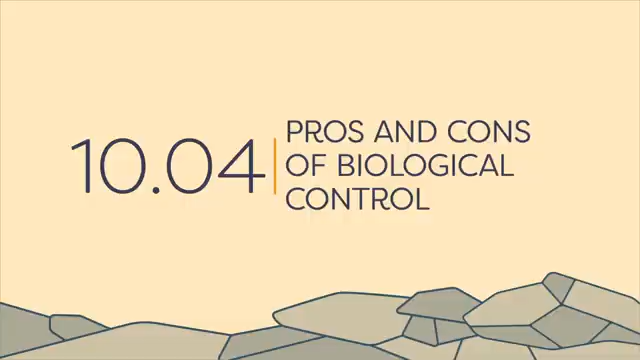 10.04
PROS AND CONS
OF BIOLOGICAL
CONTROL